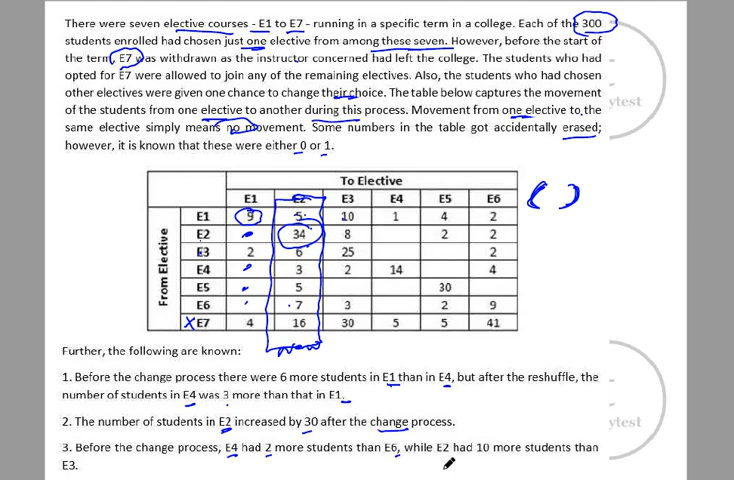 There were seven elective courses - E1 to E7 - running in a specific term in a college. Each of the 300
students enrolled had chosen just one elective from among these seven. However, before the start of
the term, E7 was withdrawn as the instructor concerned had left the college. The students who had
opted for E7 were allowed to join any of the remaining electives. Also, the students who had chosen
other electives were given one chance to change their choice. The table below captures the movement
of the students from one elective to another during this process. Movement from one elective to the
same elective simply means no movement. Some numbers in the table got accidentally erased;
however, it is known that these were either 0 or 1.
ytest
To Elective
E1 E2 E3 E4 E5 E6
From Elective
E1 9 5 10 1 4 2
E2 34 8 2 2
E3 2 6 25 2
E4 3 2 14 4
E5 5 30
E6 7 3 2 9
X E7 4 16 30 5 5 41
Further, the following are known:
1. Before the change process there were 6 more students in E1 than in E4, but after the reshuffle, the
number of students in E4 was 3 more than that in E1.
2. The number of students in E2 increased by 30 after the change process.
ytest
3. Before the change process, E4 had 2 more students than E6, while E2 had 10 more students than
E3.